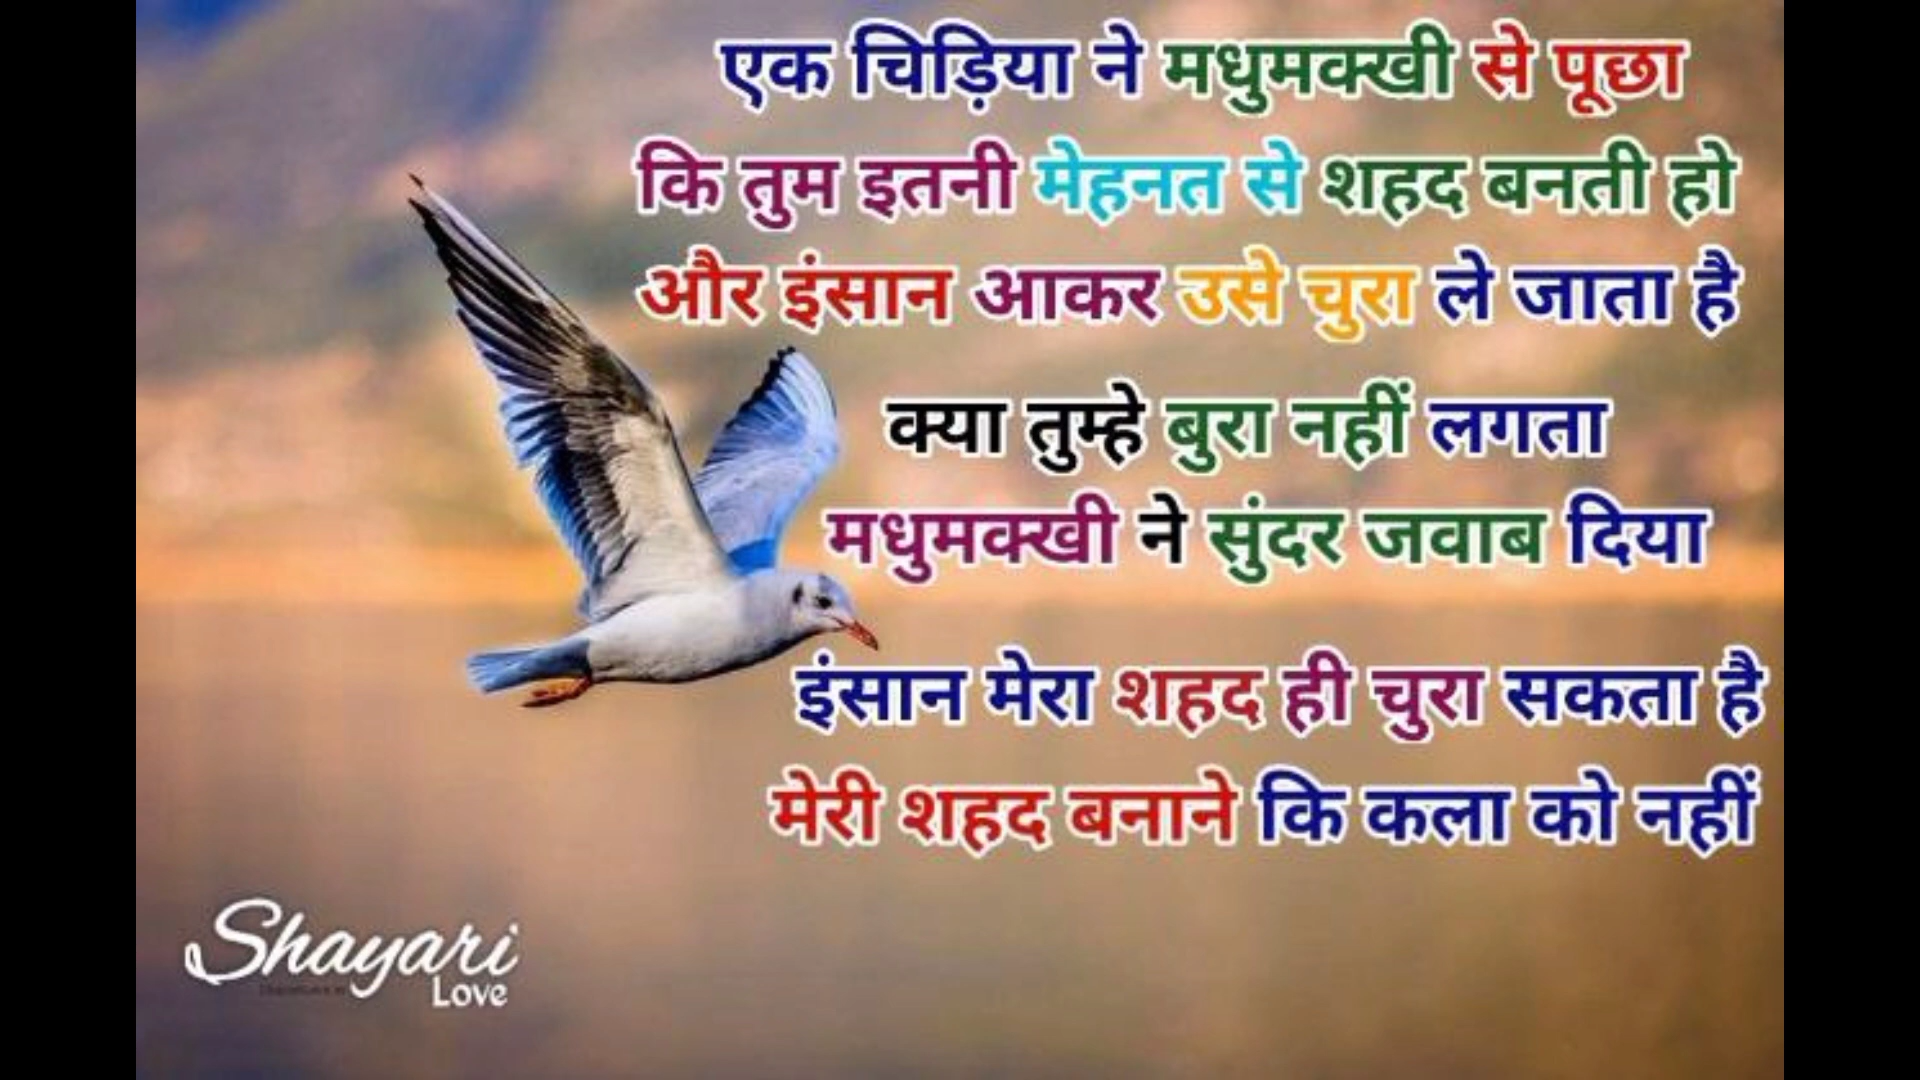 एक चिड़िया ने मधुमक्खी से पूछा
कि तुम इतनी मेहनत से शहद बनती हो
और इंसान आकर उसे चुरा ले जाता है
क्या तुम्हे बुरा नहीं लगता
मधुमक्खी ने सुंदर जवाब दिया
इंसान मेरा शहद ही चुरा सकता है
मेरी शहद बनाने कि कला को नहीं
Shayari
Love